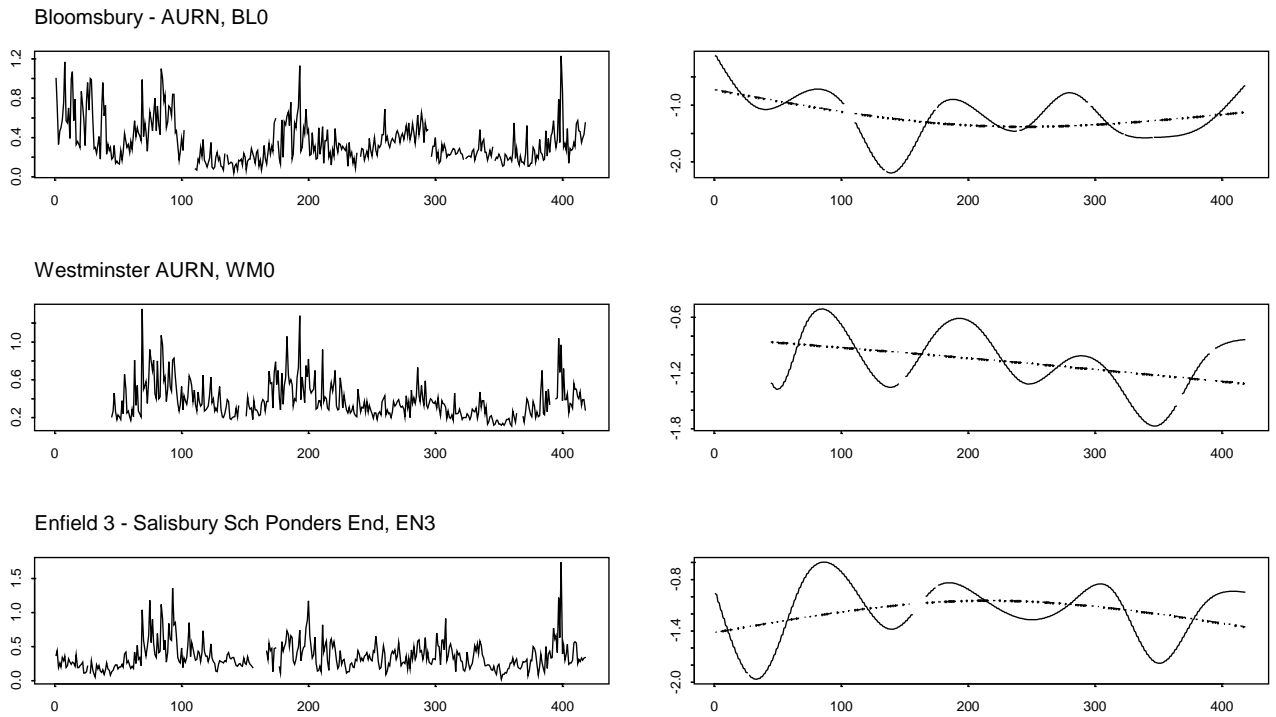 Bloomsbury - AURN, BL0
0.0 0.4 0.8 1.2
0 100 200 300 400
-2.0 -1.0
0 100 200 300 400
Westminster AURN, WM0
0.2 0.6 1.0
0 100 200 300 400
-1.8 -1.2 -0.6
0 100 200 300 400
Enfield 3 - Salisbury Sch Ponders End, EN3
0.0 0.5 1.0 1.5
0 100 200 300 400
-2.0 -1.4 -0.8
0 100 200 300 400